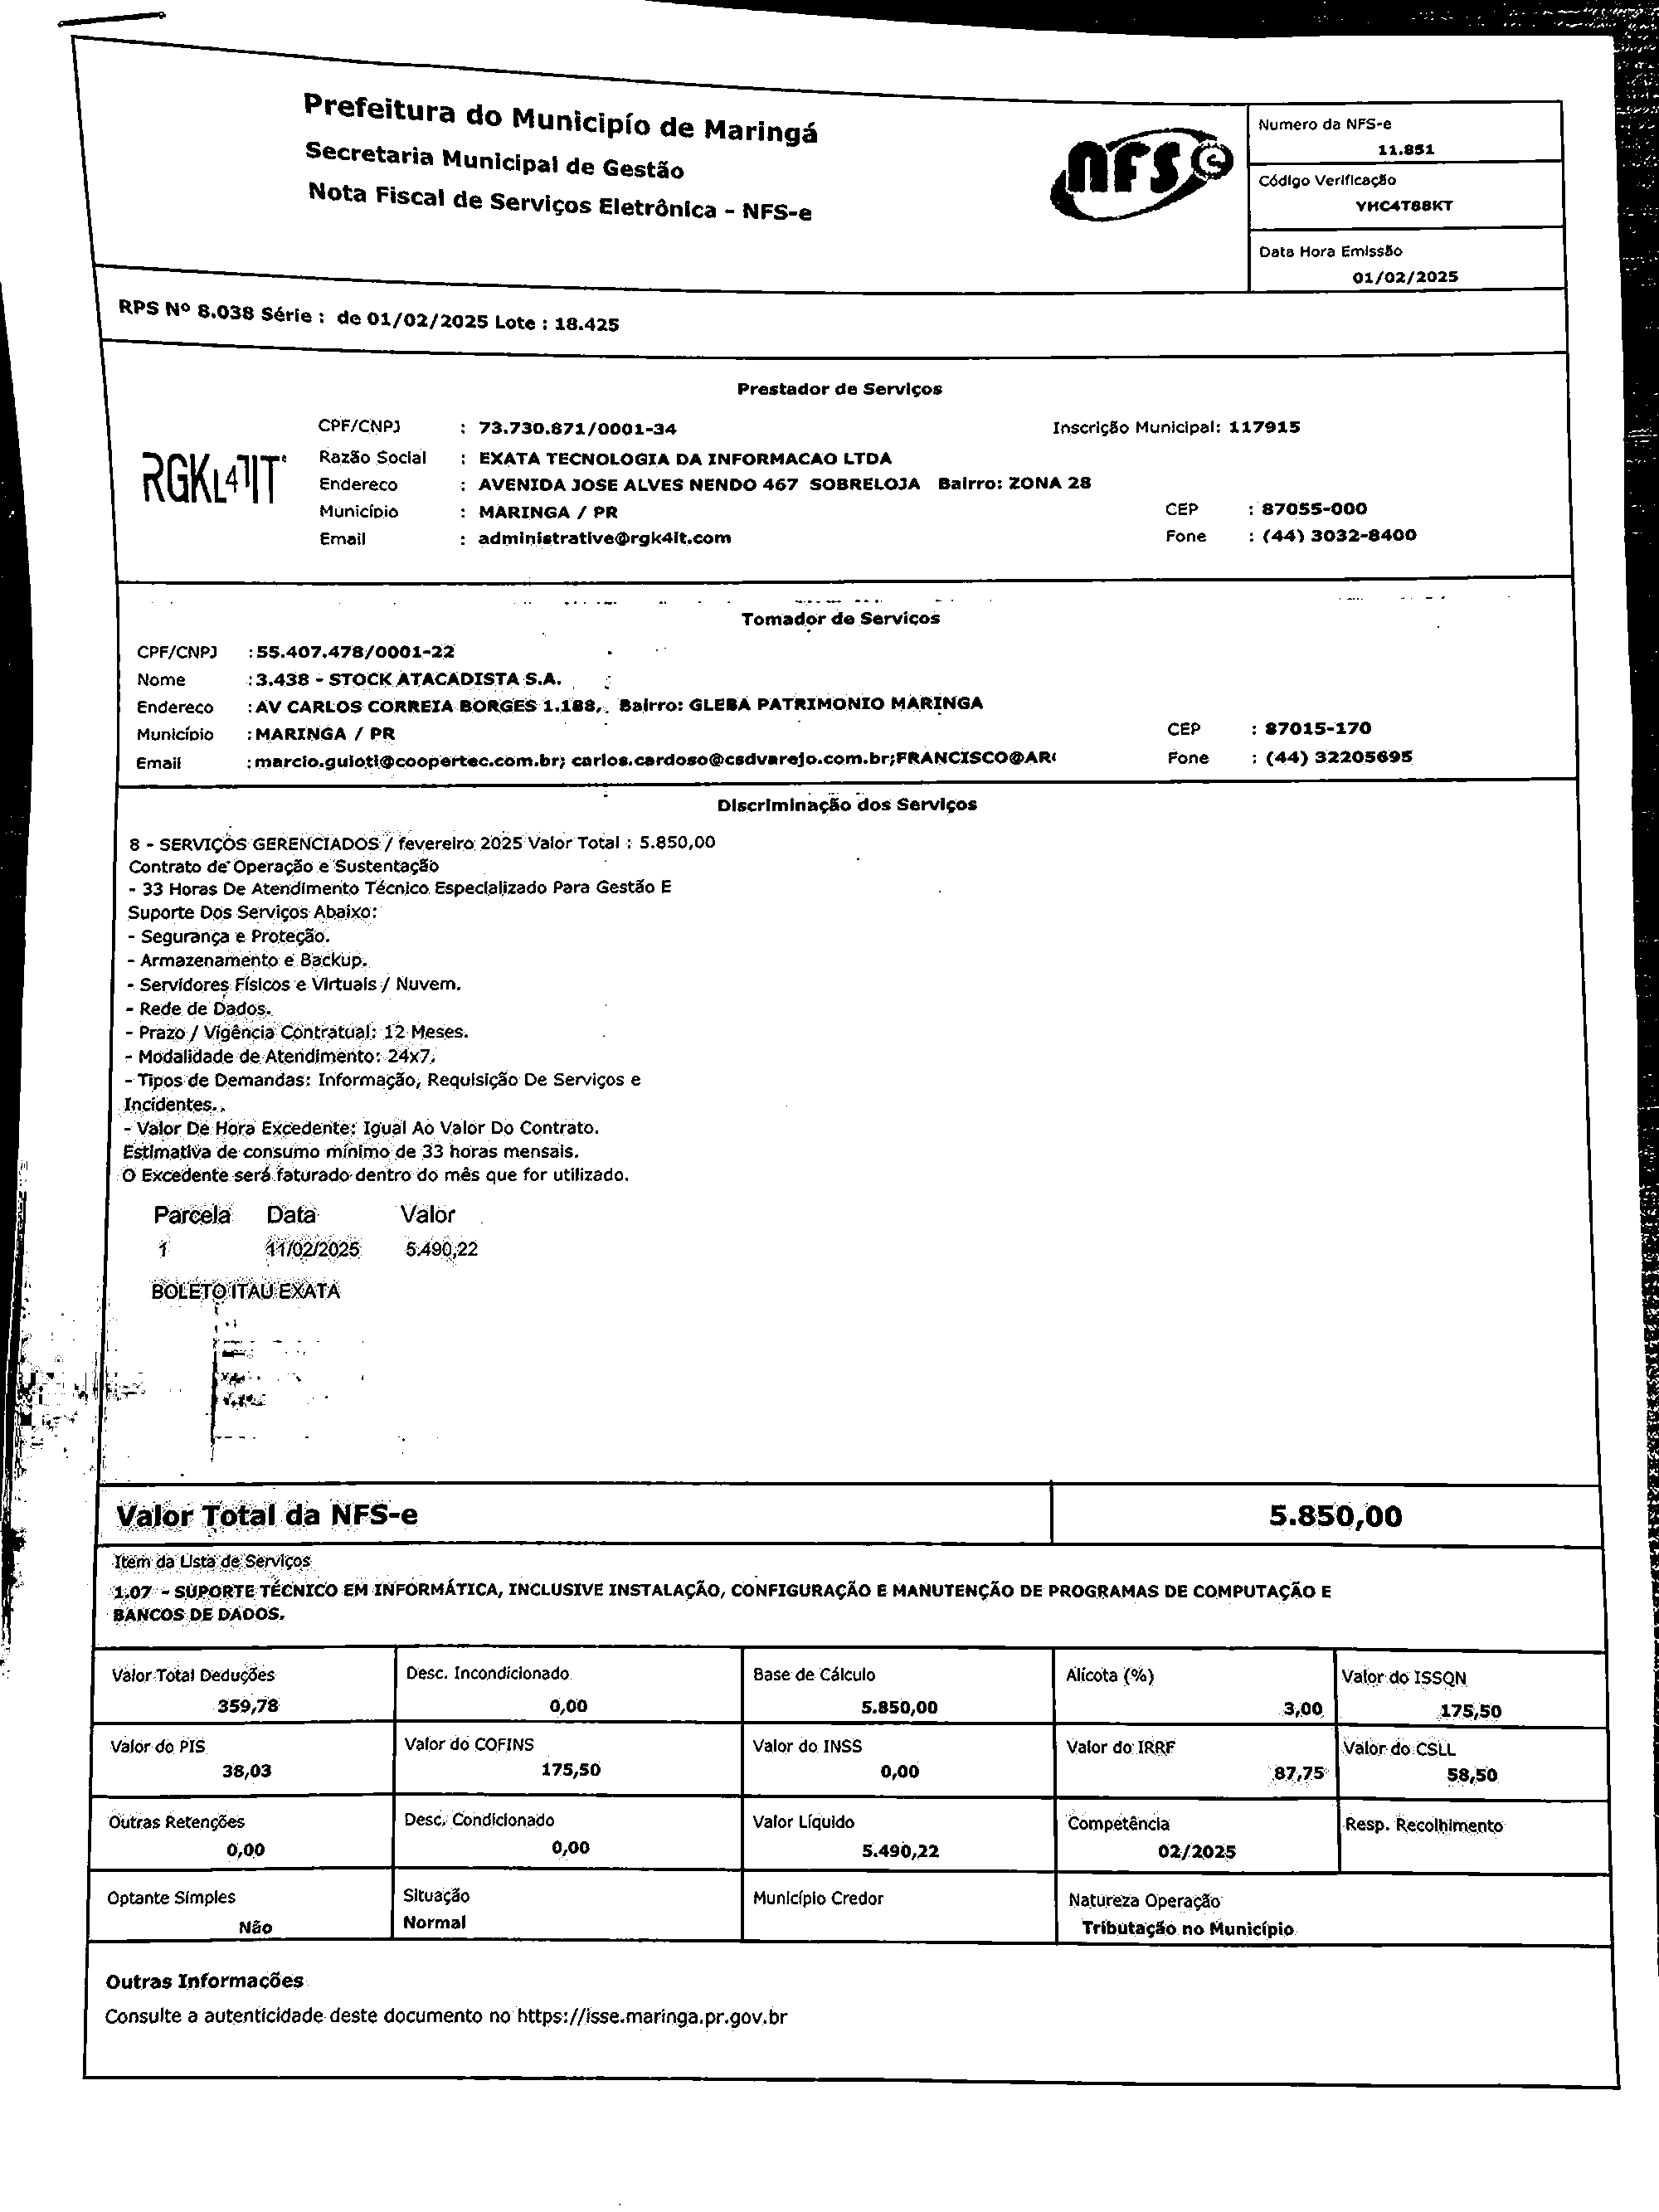 Prefeitura do Municipío de Maringá
Secretaria Municipal de Gestão
Nota Fiscal de Serviços Eletrônica - NFS-e
nfs e
Numero da NFS-e
11.851
Código Verificação
YHC4T88KT
Data Hora Emissão
01/02/2025
RPS Nº 8.038 Série : de 01/02/2025 Lote : 18.425
Prestador de Serviços
RGKL4TIT
CPF/CNPJ : 73.730.871/0001-34 Inscrição Municipal: 117915
Razão Social : EXATA TECNOLOGIA DA INFORMACAO LTDA
Endereco : AVENIDA JOSE ALVES NENDO 467 SOBRELOJA Bairro: ZONA 28
Município : MARINGA / PR CEP : 87055-000
Email : administrative@rgk4it.com Fone : (44) 3032-8400
Tomador de Serviços
CPF/CNPJ : 55.407.478/0001-22
Nome : 3.438 - STOCK ATACADISTA S.A.
Endereco : AV CARLOS CORREIA BORGES 1.188, Bairro: GLEBA PATRIMONIO MARINGA
Município : MARINGA / PR CEP : 87015-170
Email : marcio.guioti@coopertec.com.br; carlos.cardoso@csdvarejo.com.br;FRANCISCO@AR Fone : (44) 32205695
Discriminação dos Serviços
8 - SERVIÇOS GERENCIADOS / fevereiro 2025 Valor Total : 5.850,00
Contrato de Operação e Sustentação
- 33 Horas De Atendimento Técnico Especializado Para Gestão E
Suporte Dos Serviços Abaixo:
- Segurança e Proteção.
- Armazenamento e Backup.
- Servidores Físicos e Virtuais / Nuvem.
- Rede de Dados.
- Prazo / Vigência Contratual: 12 Meses.
- Modalidade de Atendimento: 24x7.
- Tipos de Demandas: Informação, Requisição De Serviços e
Incidentes..
- Valor De Hora Excedente: Igual Ao Valor Do Contrato.
Estimativa de consumo mínimo de 33 horas mensais.
O Excedente será faturado dentro do mês que for utilizado.
Parcela Data Valor
1 11/02/2025 5.490,22
BOLETO ITAU EXATA
Valor Total da NFS-e 5.850,00
Item da Lista de Serviços
1.07 - SUPORTE TÉCNICO EM INFORMÁTICA, INCLUSIVE INSTALAÇÃO, CONFIGURAÇÃO E MANUTENÇÃO DE PROGRAMAS DE COMPUTAÇÃO E
BANCOS DE DADOS.
Valor Total Deduções Desc. Incondicionado Base de Cálculo Alícota (%) Valor do ISSQN
359,78 0,00 5.850,00 3,00 175,50
Valor do PIS Valor do COFINS Valor do INSS Valor do IRRF Valor do CSLL
38,03 175,50 0,00 87,75 58,50
Outras Retenções Desc. Condicionado Valor Líquido Competência Resp. Recolhimento
0,00 0,00 5.490,22 02/2025
Optante Simples Situação Município Credor Natureza Operação
Não Normal Tributação no Município
Outras Informacões
Consulte a autenticidade deste documento no https://isse.maringa.pr.gov.br